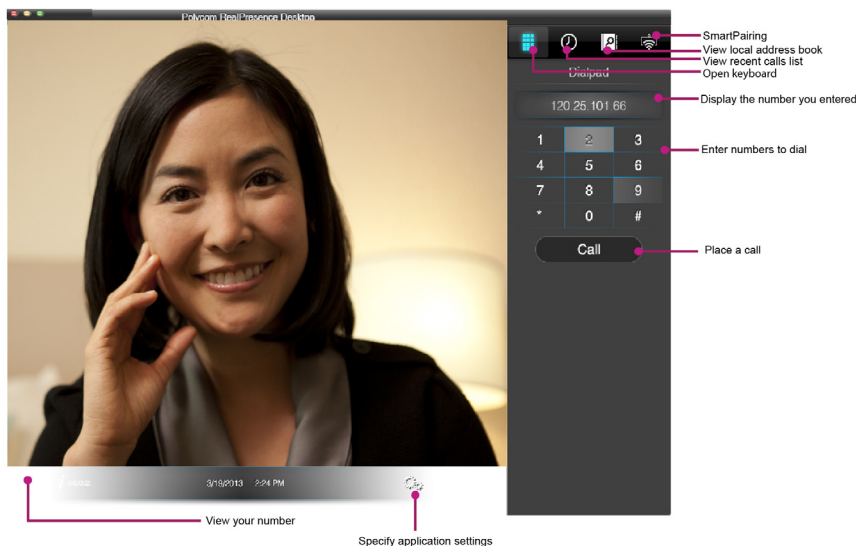 Polycom RealPresence Desktop
SmartPairing
View local address book
View recent calls list
Open keyboard
Dialpad
120.25.101.66
Display the number you entered
1 2 3
4 5 6
7 8 9
* 0 #
Enter numbers to dial
Call
Place a call
3/19/2013 2:24 PM
View your number
Specify application settings